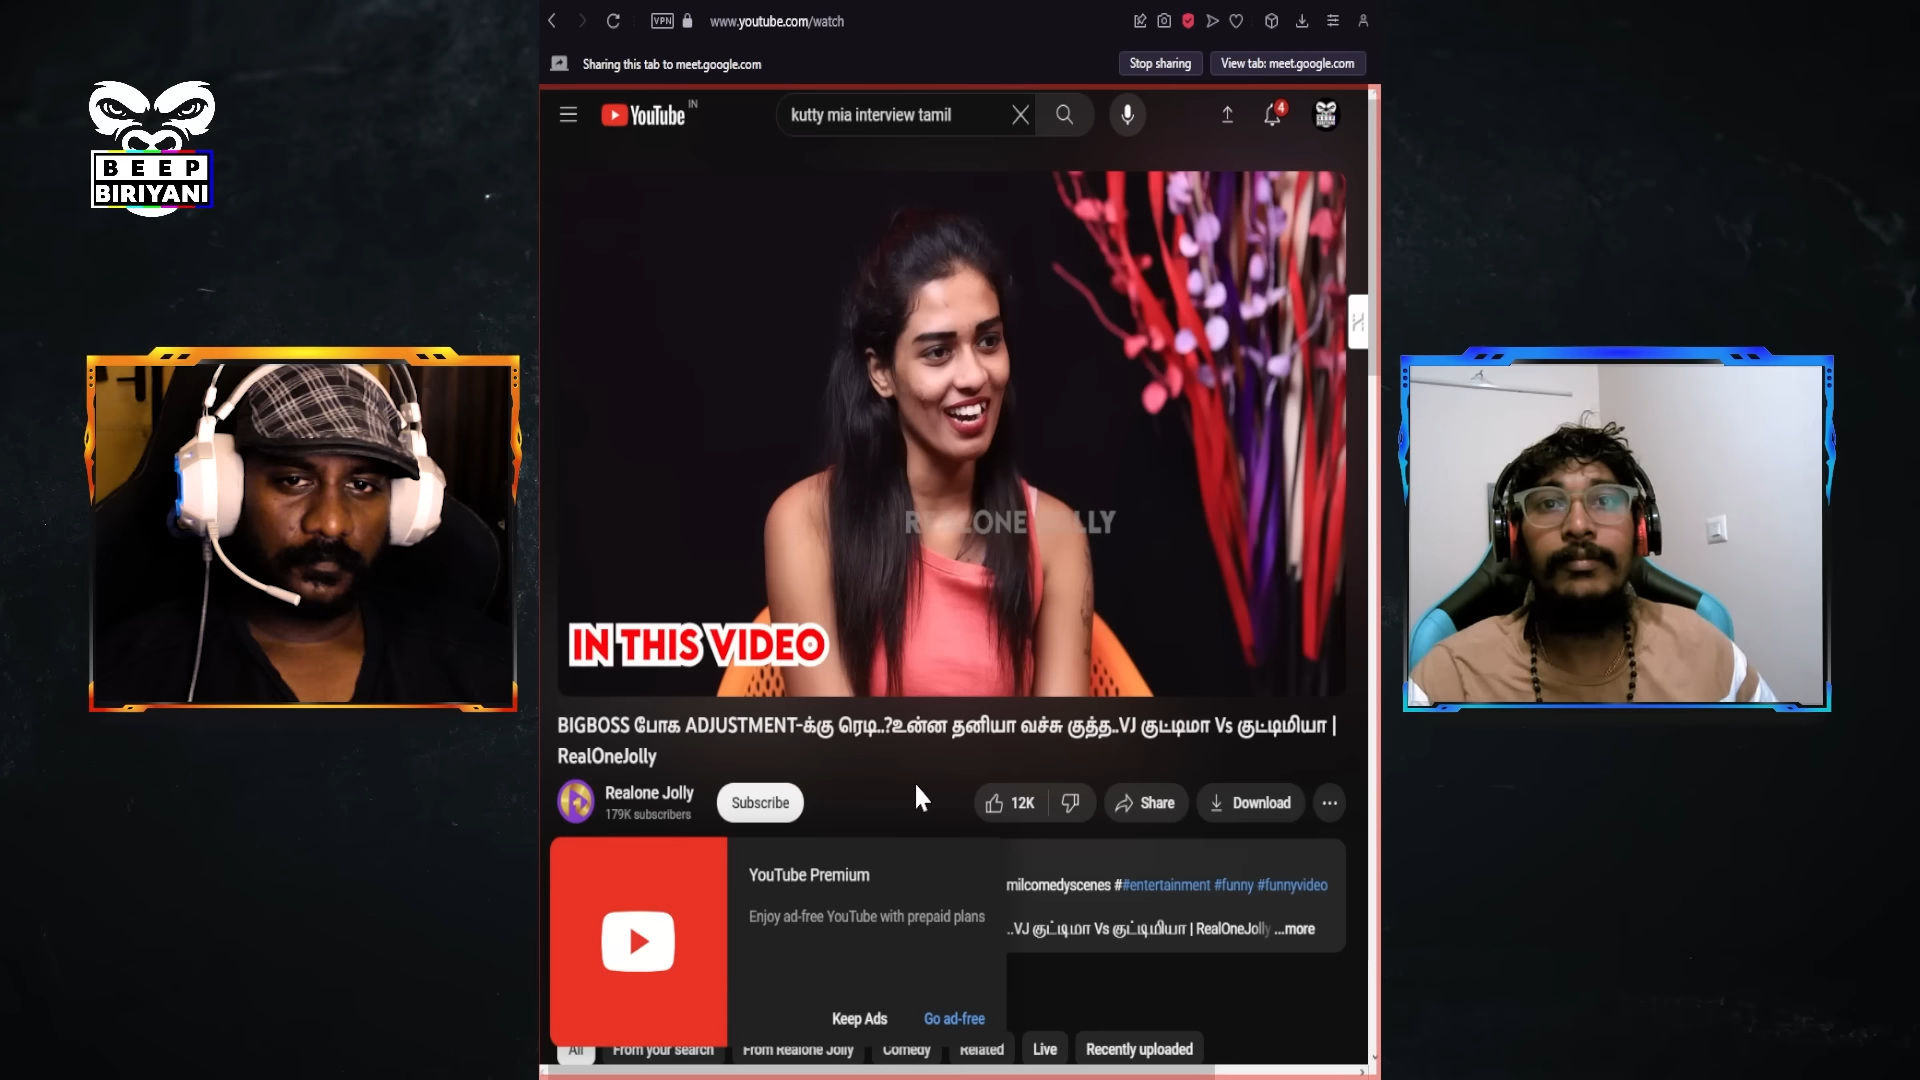 www.youtube.com/watch
VPN
Sharing this tab to meet.google.com
Stop sharing
View tab: meet.google.com
BEEP
BIRIYANI
YouTube IN
kutty mia interview tamil
4
REALONE JOLLY
IN THIS VIDEO
BIGBOSS போக ADJUSTMENT-க்கு ரெடி..?உன்ன தனியா வச்சு குத்த..VJ குட்டிமா Vs குட்டிமியா |
RealOneJolly
Realone Jolly
179K subscribers
Subscribe
12K
Share
Download
YouTube Premium
Enjoy ad-free YouTube with prepaid plans
Keep Ads
Go ad-free
milcomedyscenes ##entertainment #funny #funnyvideo
..VJ குட்டிமா Vs குட்டிமியா | RealOneJolly ...more
All
From your search
From Realone Jolly
Comedy
Related
Live
Recently uploaded